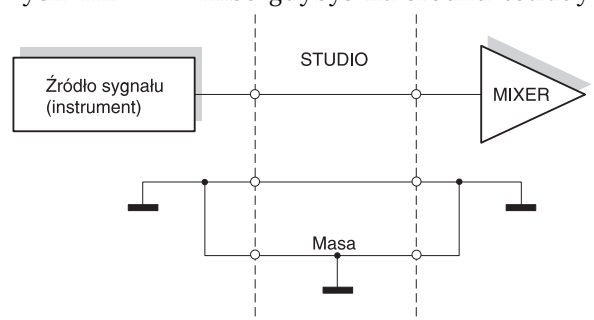 STUDIO
Źródło sygnału
(instrument)
MIXER
Masa